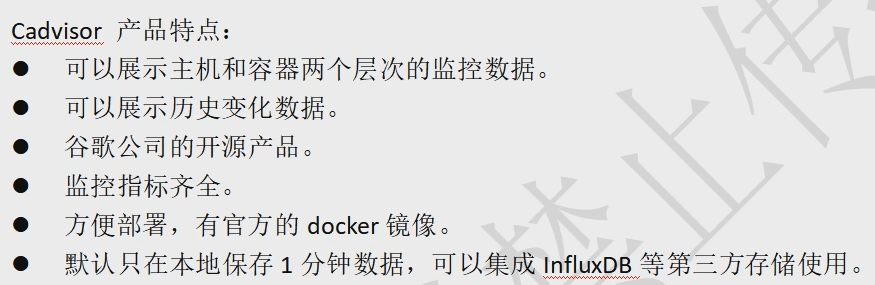 Cadvisor 产品特点：
● 可以展示主机和容器两个层次的监控数据。
● 可以展示历史变化数据。
● 谷歌公司的开源产品。
● 监控指标齐全。
● 方便部署，有官方的 docker 镜像。
● 默认只在本地保存 1 分钟数据，可以集成 InfluxDB 等第三方存储使用。
禁止上传